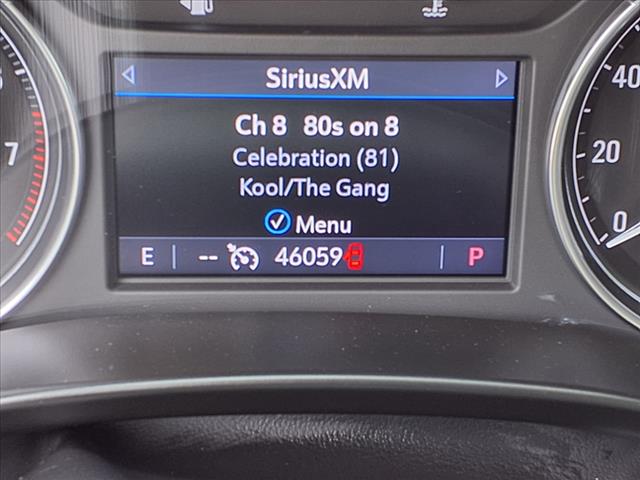 SiriusXM
Ch 8 80s on 8
Celebration (81)
Kool/The Gang
Menu
E -- 46059 P
7
40
20
0